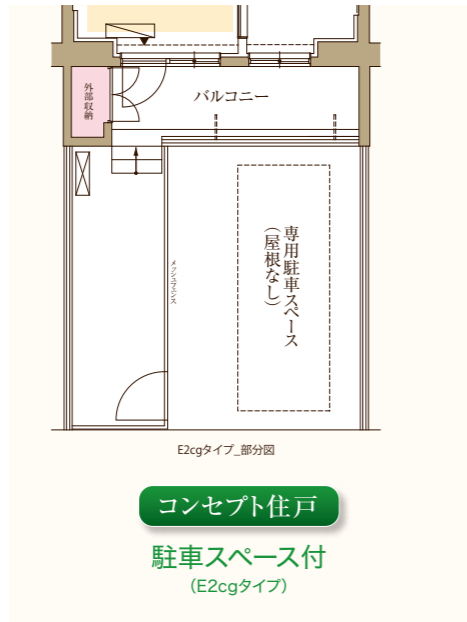 外部収納
バルコニー
専用駐車スペース
（屋根なし）
メッシュフェンス
E2cgタイプ_部分図
コンセプト住戸
駐車スペース付
（E2cgタイプ）